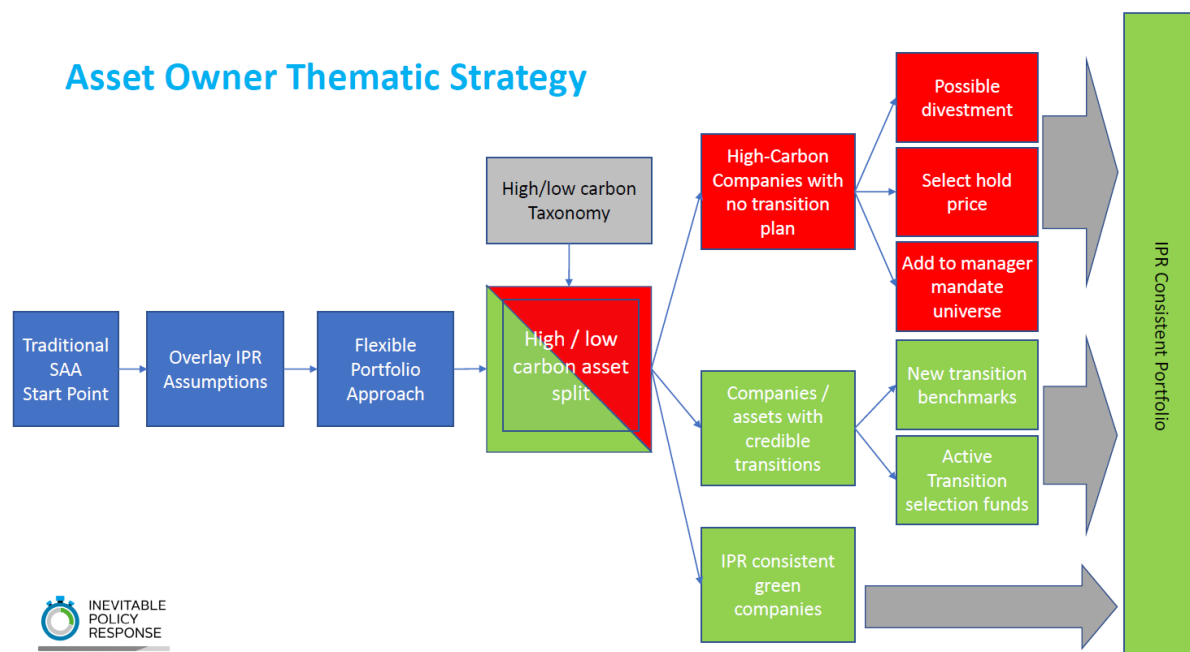 Asset Owner Thematic Strategy
Possible
divestment
High-Carbon
Companies with
no transition
plan
Select hold
price
High/low carbon
Taxonomy
Add to manager
mandate
universe
Traditional
SAA
Start Point
Overlay IPR
Assumptions
Flexible
Portfolio
Approach
High / low
carbon asset
split
Companies /
assets with
credible
transitions
New transition
benchmarks
Active
Transition
selection funds
IPR consistent
green
companies
IPR Consistent Portfolio
INEVITABLE
POLICY
RESPONSE